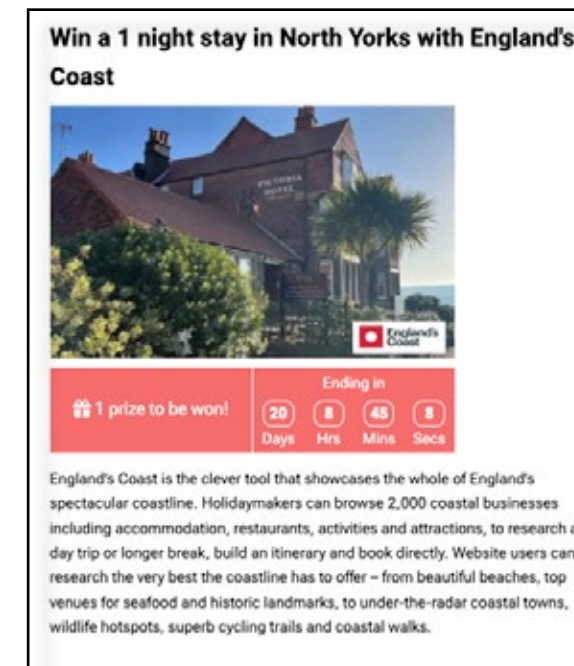 Win a 1 night stay in North Yorks with England's
Coast
VICTORIA
HOTEL
England's
Coast
1 prize to be won!
Ending in
20 8 45 8
Days Hrs Mins Secs
England's Coast is the clever tool that showcases the whole of England's
spectacular coastline. Holidaymakers can browse 2,000 coastal businesses
including accommodation, restaurants, activities and attractions, to research a
day trip or longer break, build an itinerary and book directly. Website users can
research the very best the coastline has to offer – from beautiful beaches, top
venues for seafood and historic landmarks, to under-the-radar coastal towns,
wildlife hotspots, superb cycling trails and coastal walks.